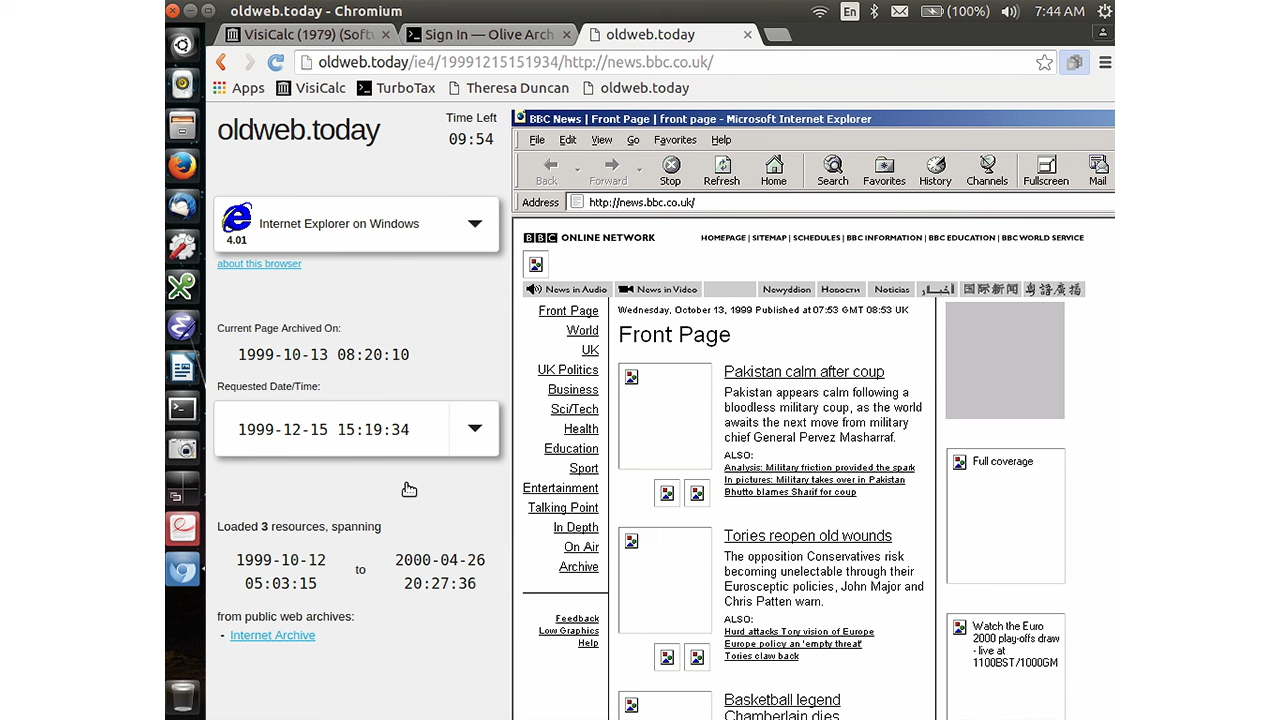 oldweb.today - Chromium
En
(100%)
7:44 AM
VisiCalc (1979) (Softw
Sign In — Olive Arch
oldweb.today
oldweb.today/ie4/19991215151934/http://news.bbc.co.uk/
Apps
VisiCalc
TurboTax
Theresa Duncan
oldweb.today
oldweb.today
Time Left
09:54
4.01
Internet Explorer on Windows
about this browser
Current Page Archived On:
1999-10-13 08:20:10
Requested Date/Time:
1999-12-15 15:19:34
Loaded 3 resources, spanning
1999-10-12
05:03:15
to
2000-04-26
20:27:36
from public web archives:
- Internet Archive
BBC News | Front Page | front page - Microsoft Internet Explorer
File Edit View Go Favorites Help
Back Forward Stop Refresh Home Search Favorites History Channels Fullscreen Mail
Address http://news.bbc.co.uk/
BBC ONLINE NETWORK
HOMEPAGE | SITEMAP | SCHEDULES | BBC INFORMATION | BBC EDUCATION | BBC WORLD SERVICE
News in Audio News in Video Newyddion Новости Noticias أخبار 国际新闻 粵語廣播
Front Page
World
UK
UK Politics
Business
Sci/Tech
Health
Education
Sport
Entertainment
Talking Point
In Depth
On Air
Archive
Feedback
Low Graphics
Help
Wednesday, October 13, 1999 Published at 07:53 GMT 08:53 UK
Front Page
Pakistan calm after coup
Pakistan appears calm following a
bloodless military coup, as the world
awaits the next move from military
chief General Pervez Masharraf.
ALSO:
Analysis: Military friction provided the spark
In pictures: Military takes over in Pakistan
Bhutto blames Sharif for coup
Tories reopen old wounds
The opposition Conservatives risk
becoming unelectable through their
Eurosceptic policies, John Major and
Chris Patten warn.
ALSO:
Hurd attacks Tory vision of Europe
Europe policy an 'empty threat'
Tories claw back
Basketball legend
Chamberlain dies
Full coverage
Watch the Euro
2000 play-offs draw
- live at
1100BST/1000GM